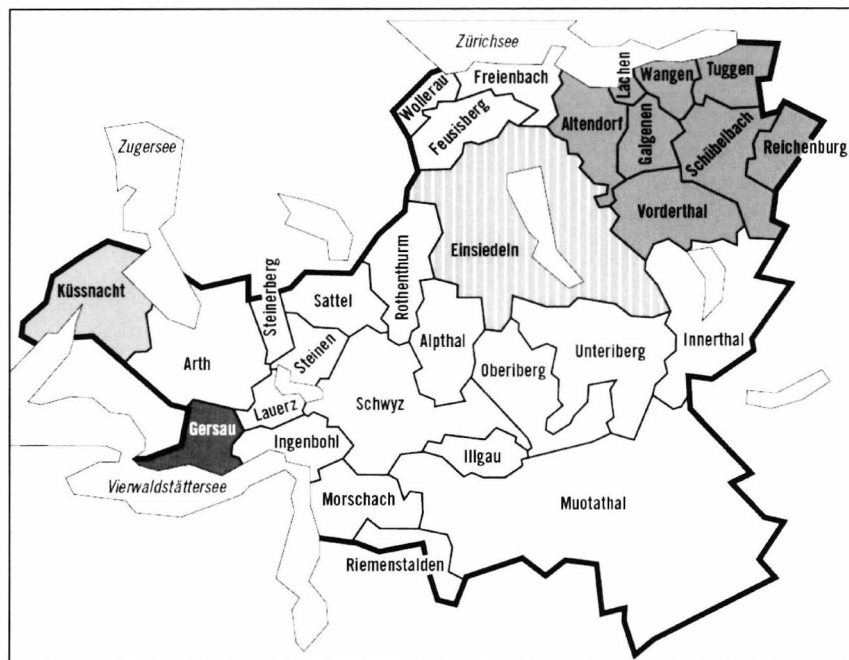 Zürichsee
Wollerau
Freienbach
Feusisberg
Altendorf
Lachen
Wangen
Tuggen
Galgenen
Schübelbach
Reichenburg
Vorderthal
Zugersee
Einsiedeln
Küssnacht
Steinerberg
Sattel
Rothenthurm
Arth
Steinen
Alpthal
Oberiberg
Unteriberg
Innerthal
Lauerz
Schwyz
Gersau
Ingenbohl
Illgau
Vierwaldstättersee
Morschach
Muotathal
Riemenstalden